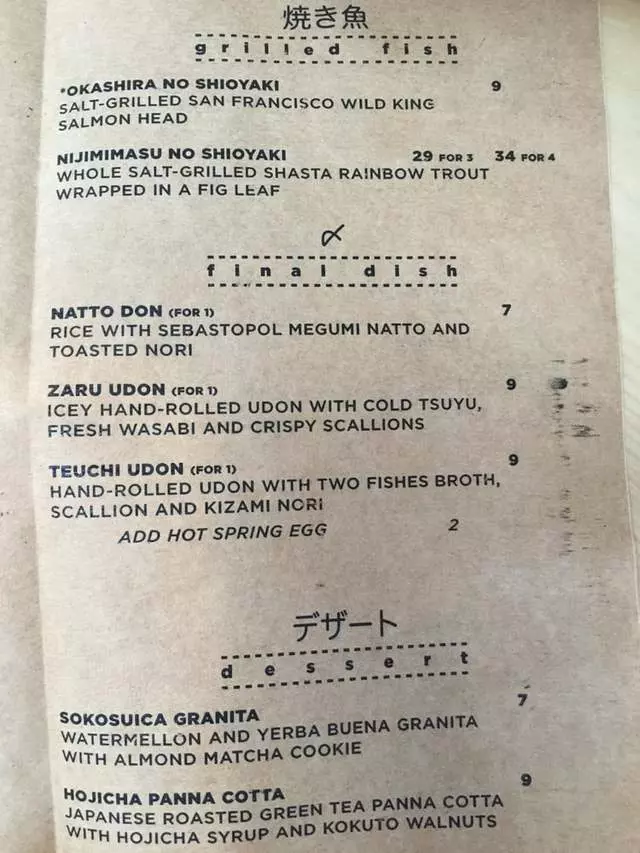 焼き魚
grilled fish
•OKASHIRA NO SHIOYAKI 9
SALT-GRILLED SAN FRANCISCO WILD KING
SALMON HEAD
NIJIMIMASU NO SHIOYAKI 29 FOR 3 34 FOR 4
WHOLE SALT-GRILLED SHASTA RAINBOW TROUT
WRAPPED IN A FIG LEAF
〆
final dish
NATTO DON (FOR 1) 7
RICE WITH SEBASTOPOL MEGUMI NATTO AND
TOASTED NORI
ZARU UDON (FOR 1) 9
ICEY HAND-ROLLED UDON WITH COLD TSUYU,
FRESH WASABI AND CRISPY SCALLIONS
TEUCHI UDON (FOR 1) 9
HAND-ROLLED UDON WITH TWO FISHES BROTH,
SCALLION AND KIZAMI NORI
ADD HOT SPRING EGG 2
デザート
dessert
SOKOSUICA GRANITA 7
WATERMELLON AND YERBA BUENA GRANITA
WITH ALMOND MATCHA COOKIE
HOJICHA PANNA COTTA 9
JAPANESE ROASTED GREEN TEA PANNA COTTA
WITH HOJICHA SYRUP AND KOKUTO WALNUTS